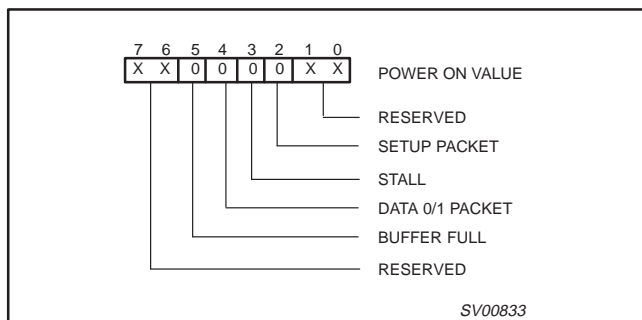 7 6 5 4 3 2 1 0
X X 0 0 0 0 X X POWER ON VALUE
RESERVED
SETUP PACKET
STALL
DATA 0/1 PACKET
BUFFER FULL
RESERVED
SV00833